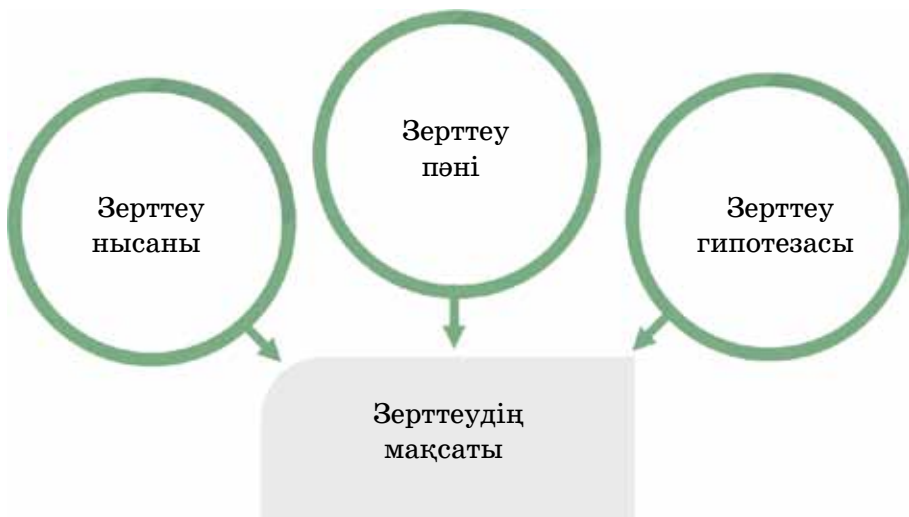 Зерттеу
нысаны
Зерттеу
пәні
Зерттеу
гипотезасы
Зерттеудің
мақсаты